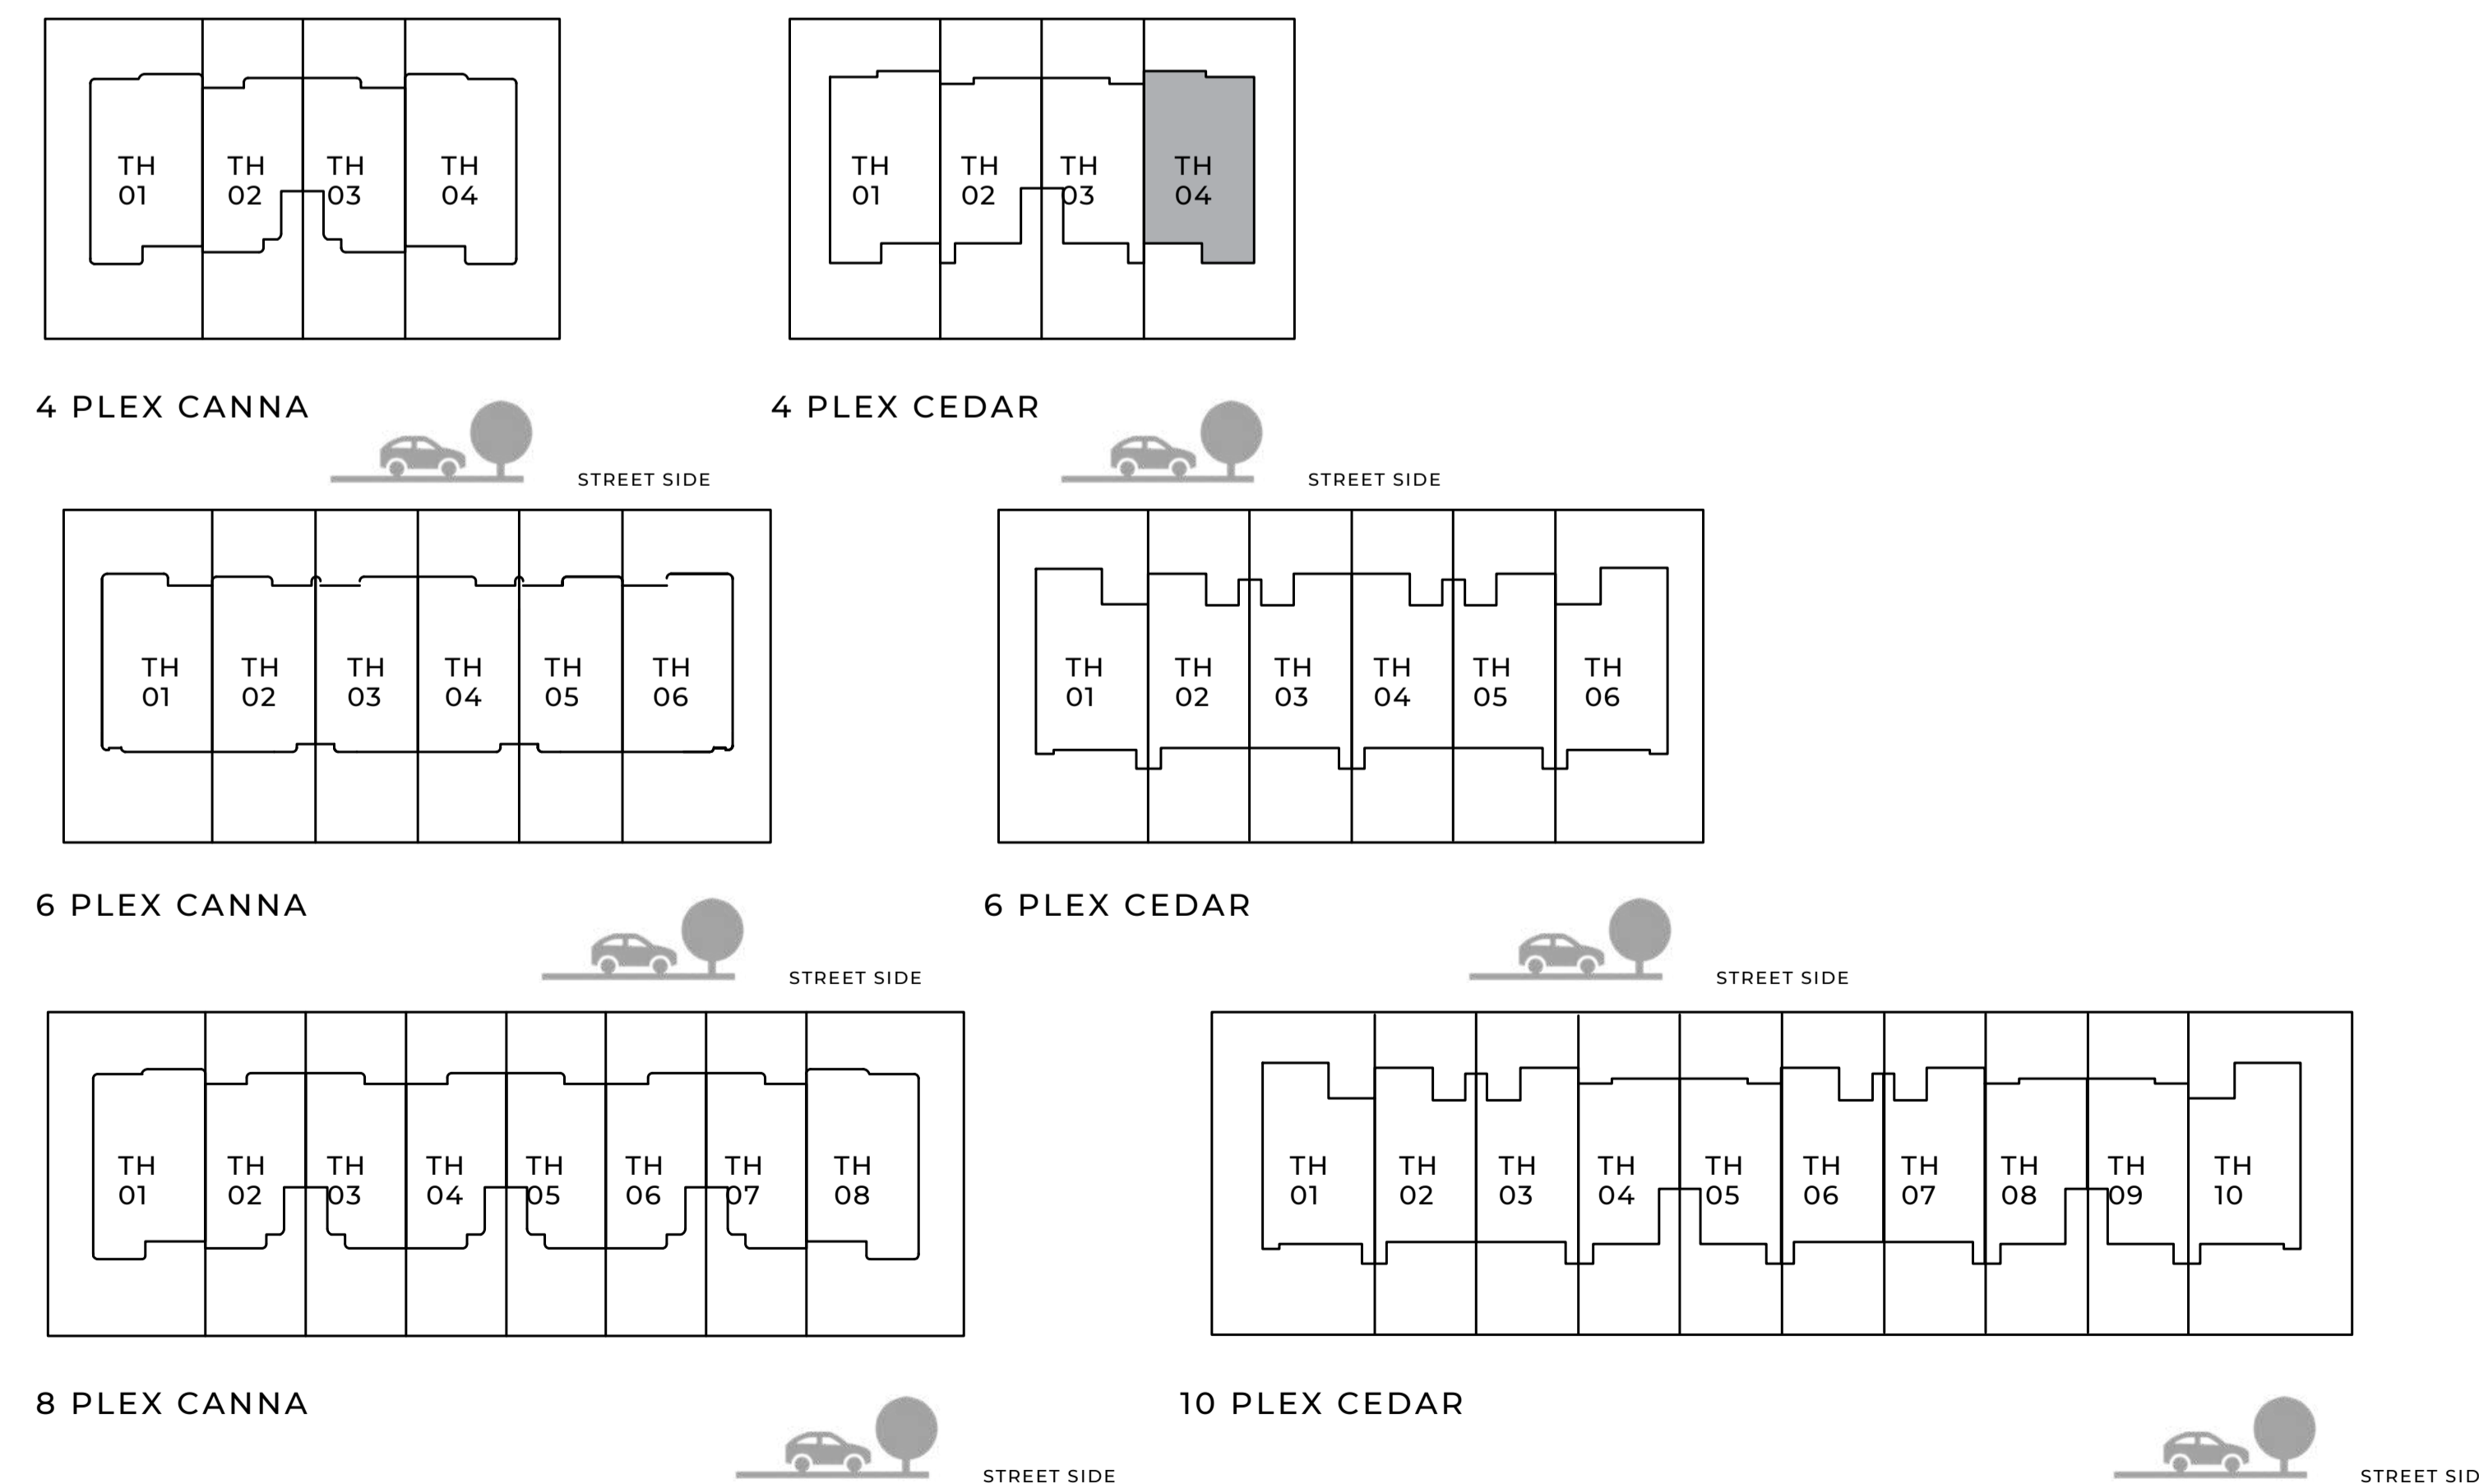 TH
01
TH
02
TH
03
TH
04
4 PLEX CANNA
STREET SIDE
TH
01
TH
02
TH
03
TH
04
4 PLEX CEDAR
STREET SIDE
TH
01
TH
02
TH
03
TH
04
TH
05
TH
06
6 PLEX CANNA
STREET SIDE
TH
01
TH
02
TH
03
TH
04
TH
05
TH
06
6 PLEX CEDAR
STREET SIDE
TH
01
TH
02
TH
03
TH
04
TH
05
TH
06
TH
07
TH
08
8 PLEX CANNA
STREET SIDE
TH
01
TH
02
TH
03
TH
04
TH
05
TH
06
TH
07
TH
08
TH
09
TH
10
10 PLEX CEDAR
STREET SID